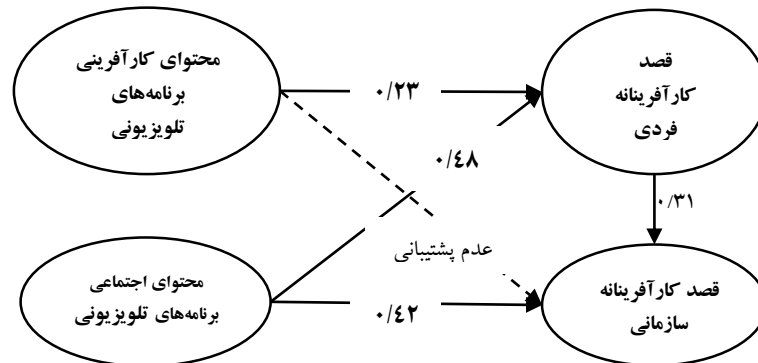 محتوای کارآفرینی
برنامه‌های
تلویزیونی
قصد
کارآفرینانه
فردی
۰/۲۳
۰/۴۸
۰/۳۱
عدم پشتیبانی
محتوای اجتماعی
برنامه‌های تلویزیونی
۰/۴۲
قصد کارآفرینانه
سازمانی